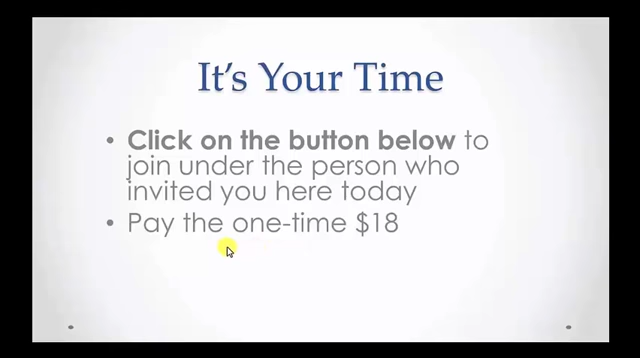 It's Your Time
• Click on the button below to
join under the person who
invited you here today
• Pay the one-time $18